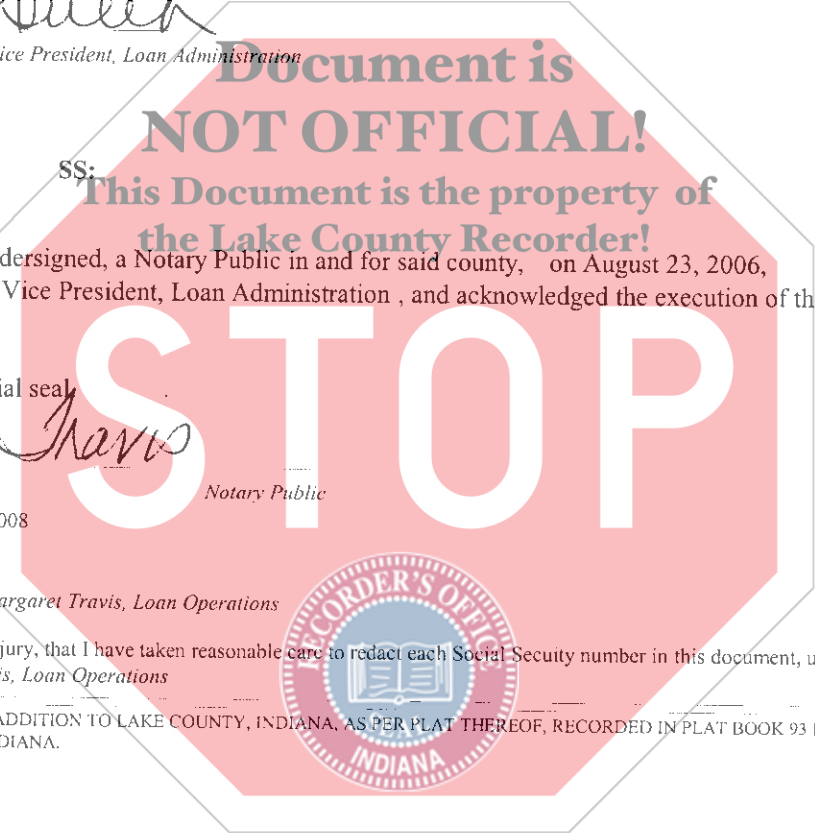 ice President, Loan Administration
Document is
NOT OFFICIAL!
SS:
This Document is the property of
the Lake County Recorder!
dersigned, a Notary Public in and for said county, on August 23, 2006,
Vice President, Loan Administration , and acknowledged the execution of th
STOP
ial seal
Travis
Notary Public
008
argaret Travis, Loan Operations
RECORDER'S OFFICE
jury, that I have taken reasonable care to redact each Social Secuity number in this document, u
s, Loan Operations
ADDITION TO LAKE COUNTY, INDIANA, AS PER PLAT THEREOF, RECORDED IN PLAT BOOK 93
DIANA.
SEAL
INDIANA